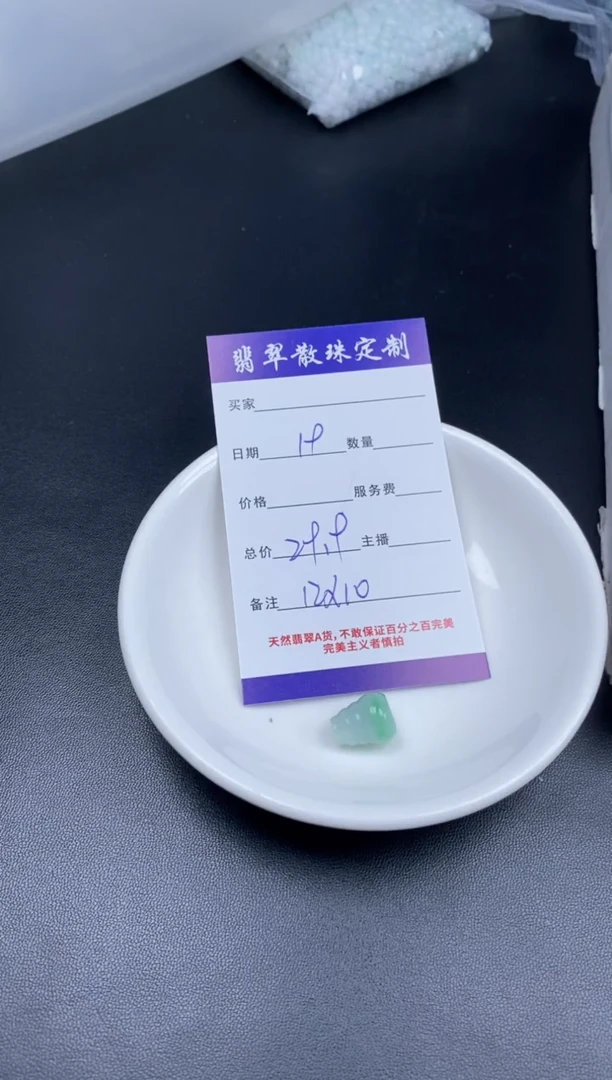 翡翠散珠定制
买家
日期 19 数量
价格 服务费
总价 29.9 主播
备注 12x10
天然翡翠A货,不敢保证百分之百完美
完美主义者慎拍